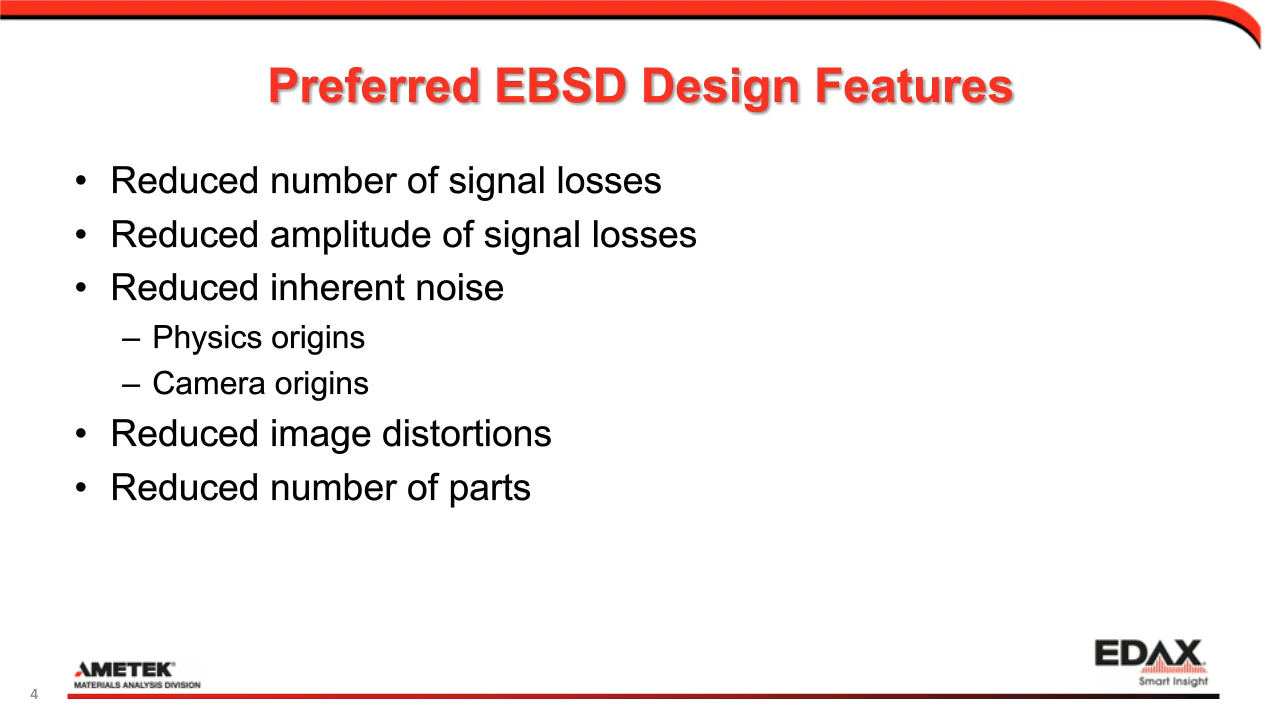 Preferred EBSD Design Features
• Reduced number of signal losses
• Reduced amplitude of signal losses
• Reduced inherent noise
– Physics origins
– Camera origins
• Reduced image distortions
• Reduced number of parts
4
AMETEK®
MATERIALS ANALYSIS DIVISION
EDAX®
Smart Insight